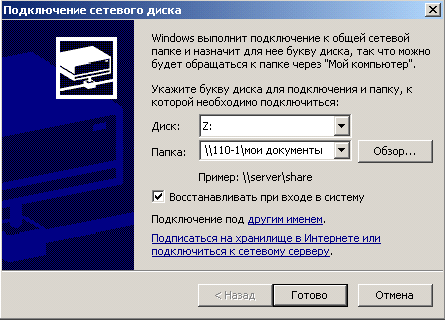 Подключение сетевого диска
Windows выполнит подключение к общей сетевой
папке и назначит для нее букву диска, так что можно
будет обращаться к папке через "Мой компьютер".
Укажите букву диска для подключения и папку, к
которой необходимо подключиться:
Диск: Z:
Папка: \\110-1\мои документы Обзор...
Пример: \\server\share
Восстанавливать при входе в систему
Подключение под другим именем.
Подписаться на хранилище в Интернете или
подключиться к сетевому серверу.
< Назад Готово Отмена